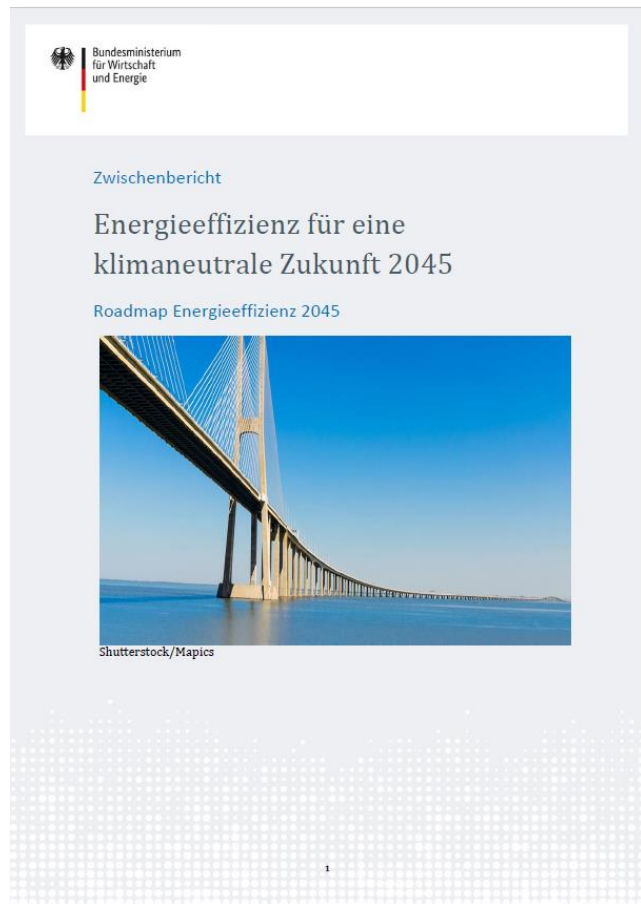 Bundesministerium
für Wirtschaft
und Energie
Zwischenbericht
Energieeffizienz für eine
klimaneutrale Zukunft 2045
Roadmap Energieeffizienz 2045
Shutterstock/Mapics
1